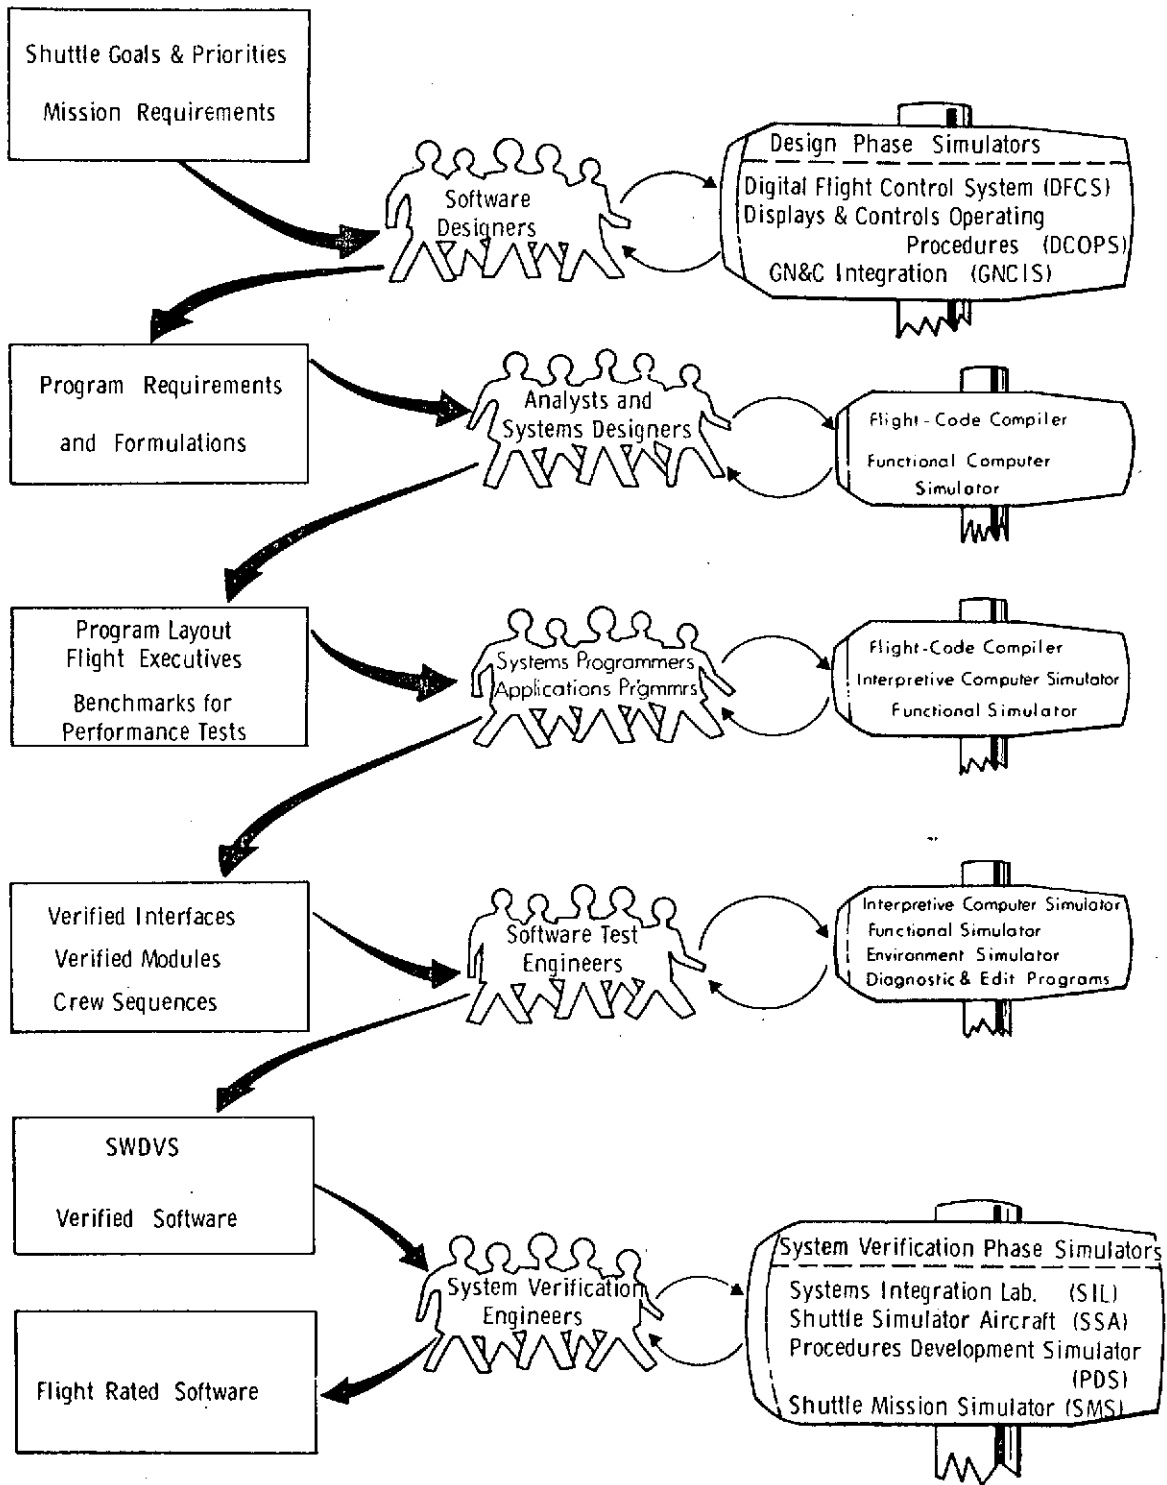 Shuttle Goals & Priorities
Mission Requirements
Software
Designers
Design Phase Simulators
Digital Flight Control System (DFCS)
Displays & Controls Operating
Procedures (DCOPS)
GN&C Integration (GNCIS)
Program Requirements
and Formulations
Analysts and
Systems Designers
Flight-Code Compiler
Functional Computer
Simulator
Program Layout
Flight Executives
Benchmarks for
Performance Tests
Systems Programmers
Applications Prgmmrs
Flight-Code Compiler
Interpretive Computer Simulator
Functional Simulator
Verified Interfaces
Verified Modules
Crew Sequences
Software Test
Engineers
Interpretive Computer Simulator
Functional Simulator
Environment Simulator
Diagnostic & Edit Programs
SWDVS
Verified Software
System Verification
Engineers
System Verification Phase Simulators
Systems Integration Lab. (SIL)
Shuttle Simulator Aircraft (SSA)
Procedures Development Simulator
(PDS)
Shuttle Mission Simulator (SMS)
Flight Rated Software